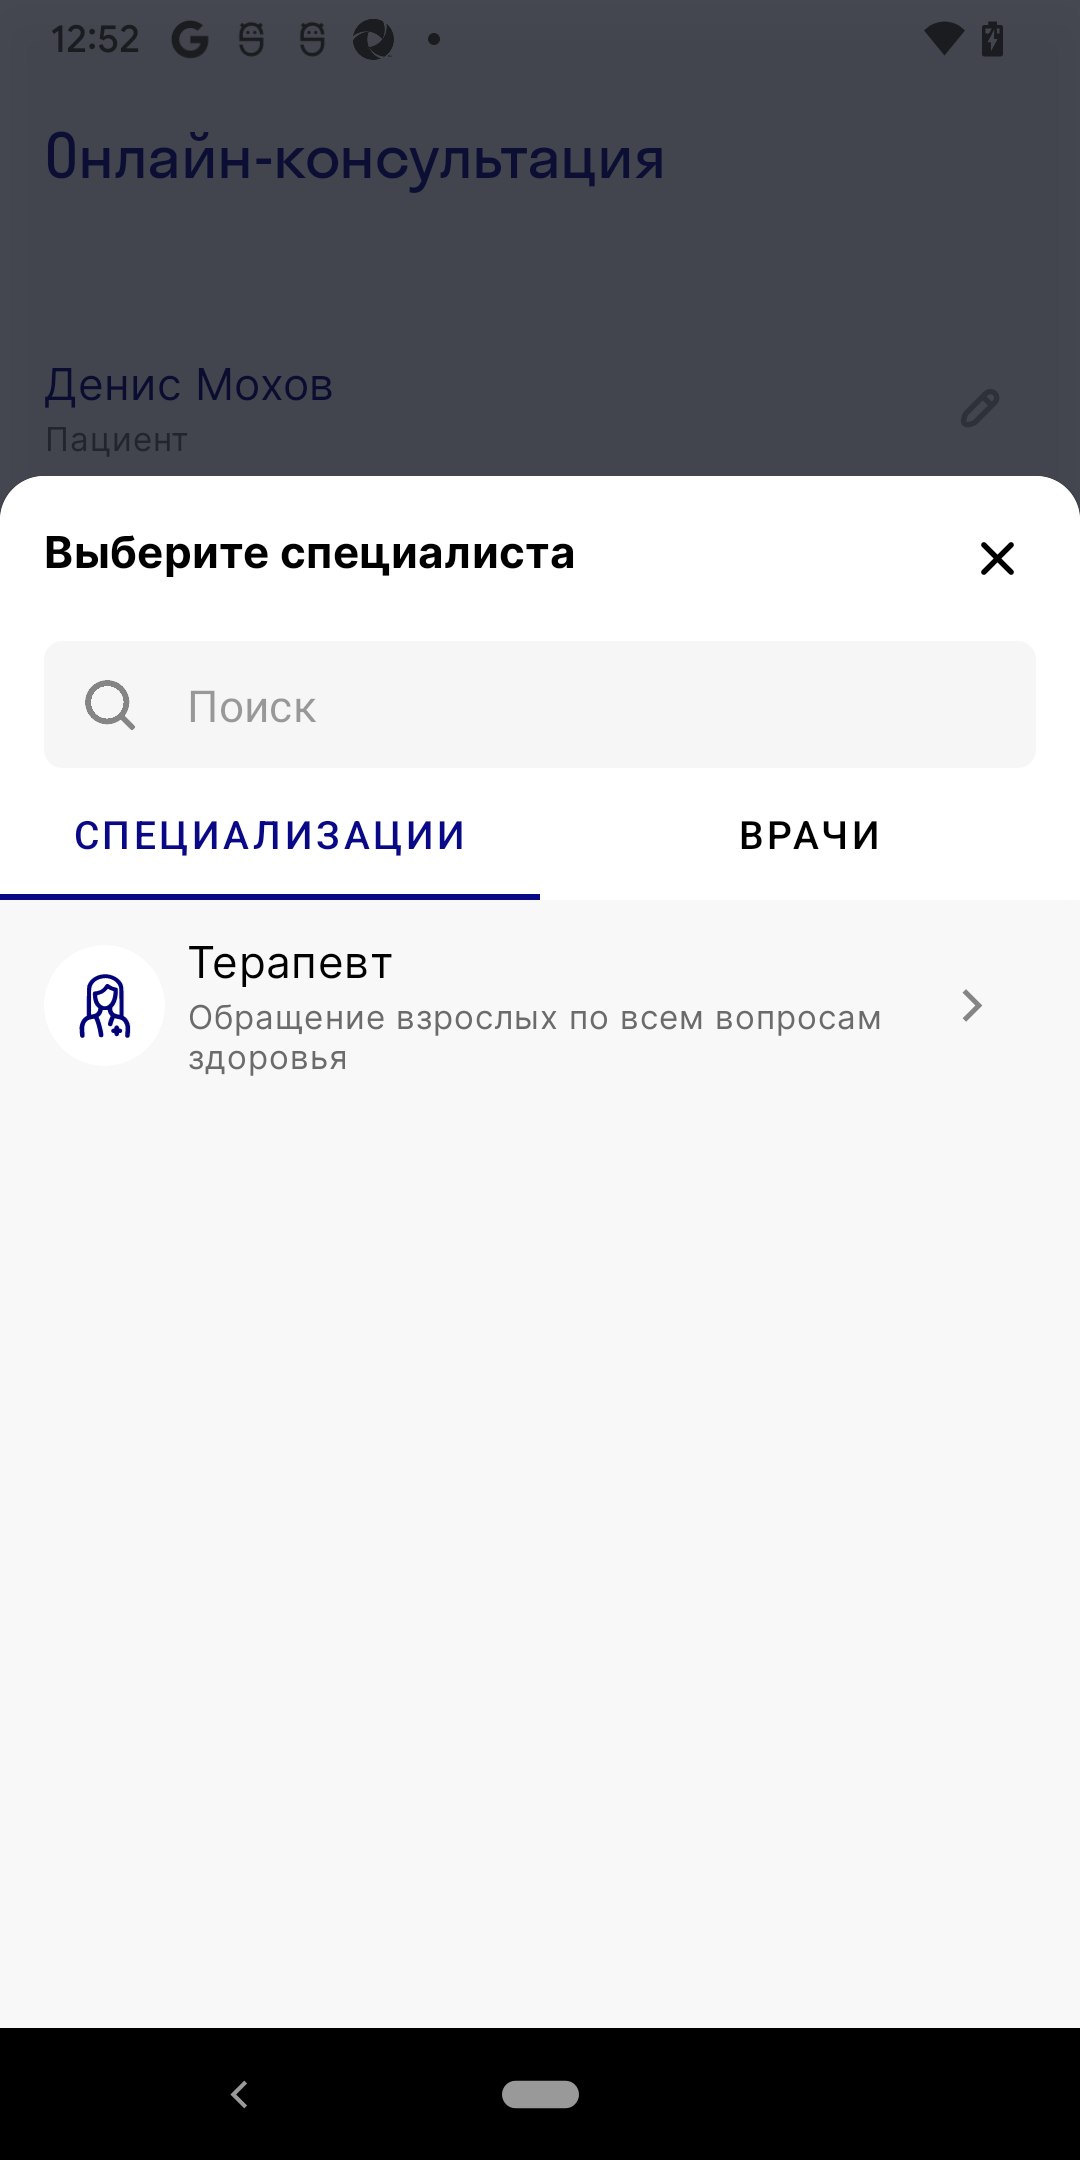 12:52
Онлайн-консультация
Денис Мохов
Пациент
Выберите специалиста
Поиск
СПЕЦИАЛИЗАЦИИ
ВРАЧИ
Терапевт
Обращение взрослых по всем вопросам
здоровья